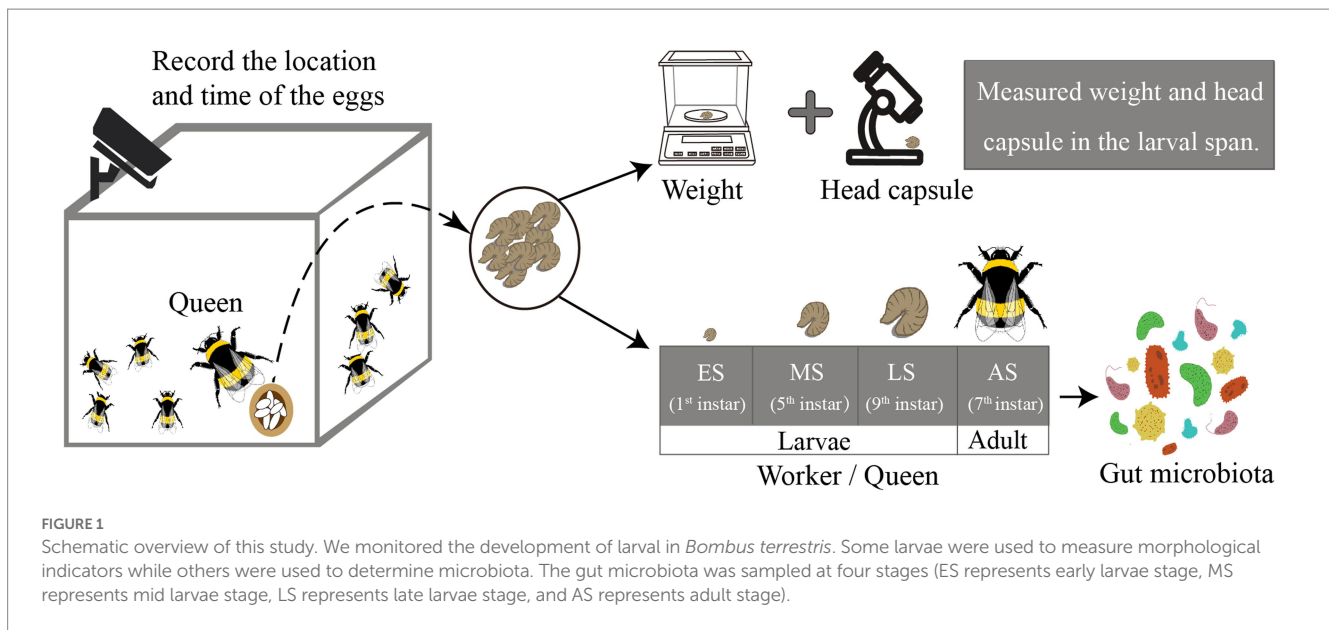 Record the location
and time of the eggs
Queen
Weight
Head capsule
Measured weight and head
capsule in the larval span.
ES
(1st instar)
MS
(5th instar)
LS
(9th instar)
AS
(7th instar)
Larvae
Adult
Worker / Queen
Gut microbiota
FIGURE 1
Schematic overview of this study. We monitored the development of larval in Bombus terrestris. Some larvae were used to measure morphological
indicators while others were used to determine microbiota. The gut microbiota was sampled at four stages (ES represents early larvae stage, MS
represents mid larvae stage, LS represents late larvae stage, and AS represents adult stage).